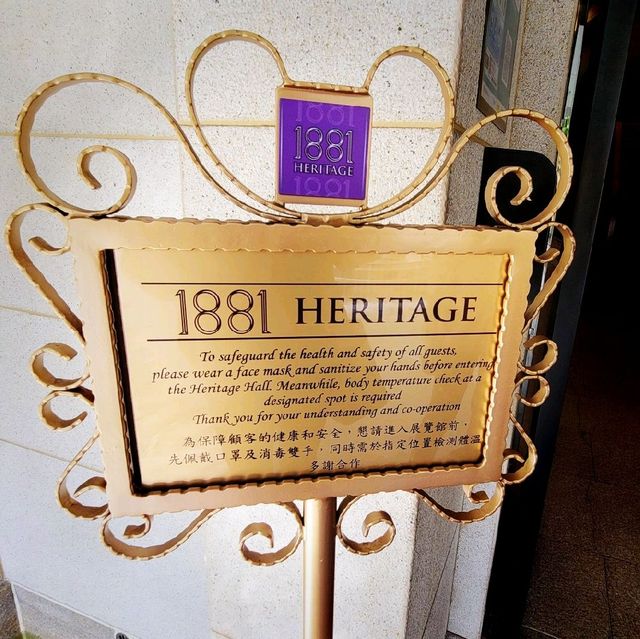 1881
1881
HERITAGE
1881
1881 HERITAGE
To safeguard the health and safety of all guests,
please wear a face mask and sanitize your hands before entering
the Heritage Hall. Meanwhile, body temperature check at a
designated spot is required
Thank you for your understanding and co-operation
為保障顧客的健康和安全，懇請進入展覽館前，
先佩戴口罩及消毒雙手，同時需於指定位置檢測體溫
多謝合作